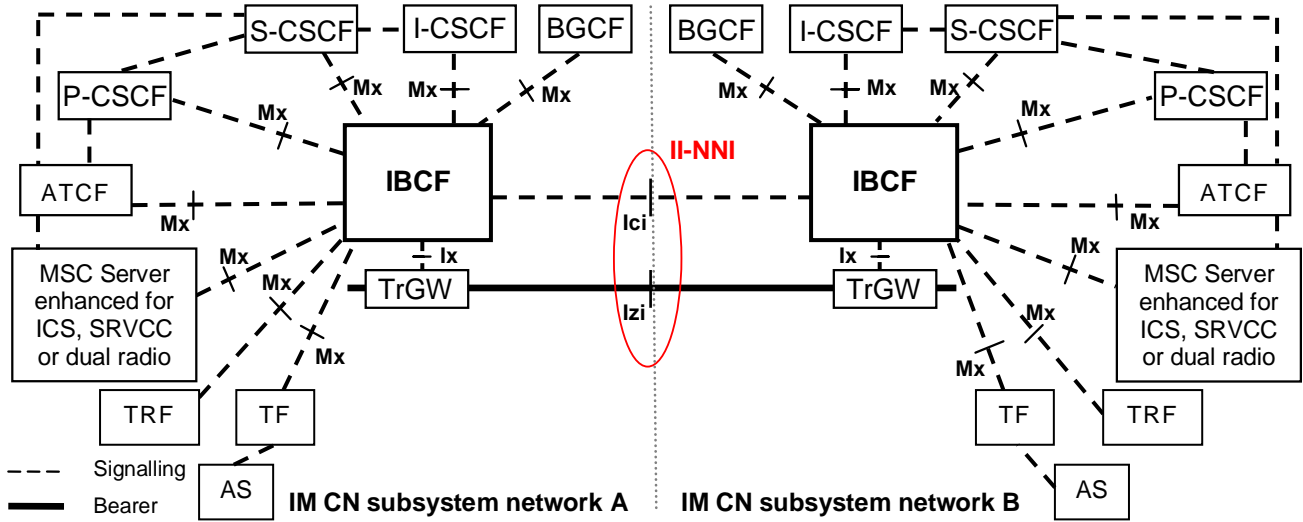 S-CSCF
I-CSCF
BGCF
BGCF
I-CSCF
S-CSCF
Mx
Mx
Mx
Mx
Mx
Mx
P-CSCF
Mx
Mx
P-CSCF
II-NNI
IBCF
IBCF
ATCF
Mx
Ici
Mx
ATCF
MSC Server
enhanced for
ICS, SRVCC
or dual radio
Mx
Mx
Mx
Ix
TrGW
Izi
Ix
TrGW
Mx
Mx
Mx
MSC Server
enhanced for
ICS, SRVCC
or dual radio
TRF
TF
TF
TRF
AS
AS
Signalling
Bearer
IM CN subsystem network A
IM CN subsystem network B